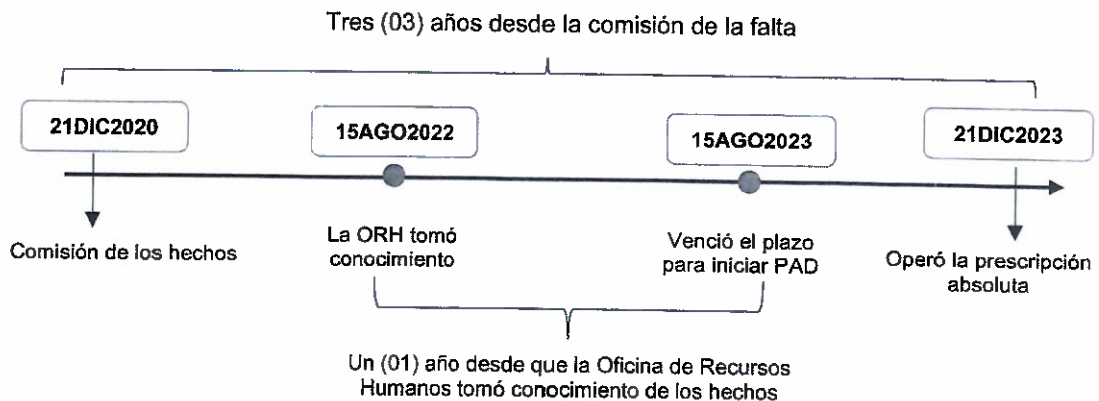 Tres (03) años desde la comisión de la falta
21DIC2020
15AGO2022
15AGO2023
21DIC2023
Comisión de los hechos
La ORH tomó
conocimiento
Venció el plazo
para iniciar PAD
Operó la prescripción
absoluta
Un (01) año desde que la Oficina de Recursos
Humanos tomó conocimiento de los hechos